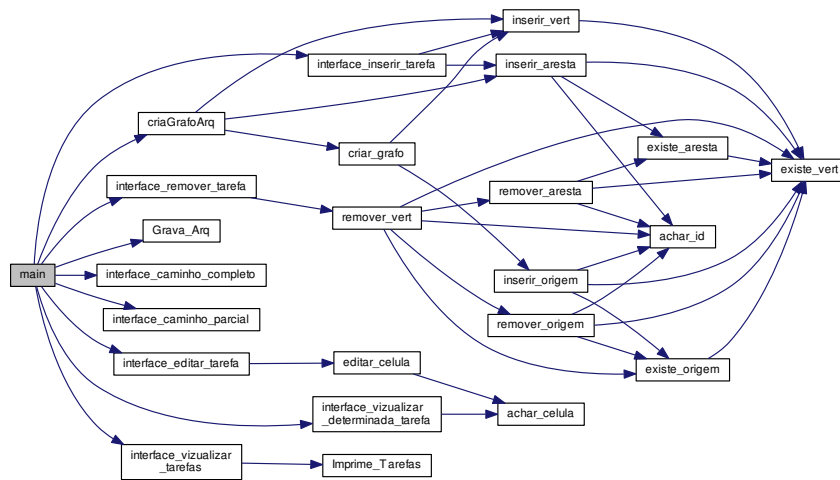 inserir_vert
interface_inserir_tarefa
inserir_aresta
criaGrafoArq
criar_grafo
existe_aresta
existe_vert
interface_remover_tarefa
remover_aresta
remover_vert
Grava_Arq
achar_id
main
interface_caminho_completo
inserir_origem
interface_caminho_parcial
remover_origem
interface_editar_tarefa
editar_celula
existe_origem
interface_vizualizar
_determinada_tarefa
achar_celula
interface_vizualizar
_tarefas
Imprime_Tarefas